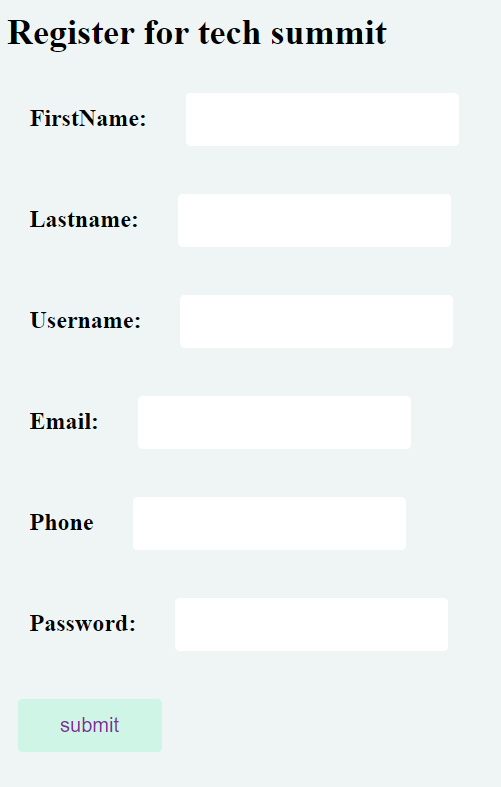 Register for tech summit
FirstName:
Lastname:
Username:
Email:
Phone
Password:
submit